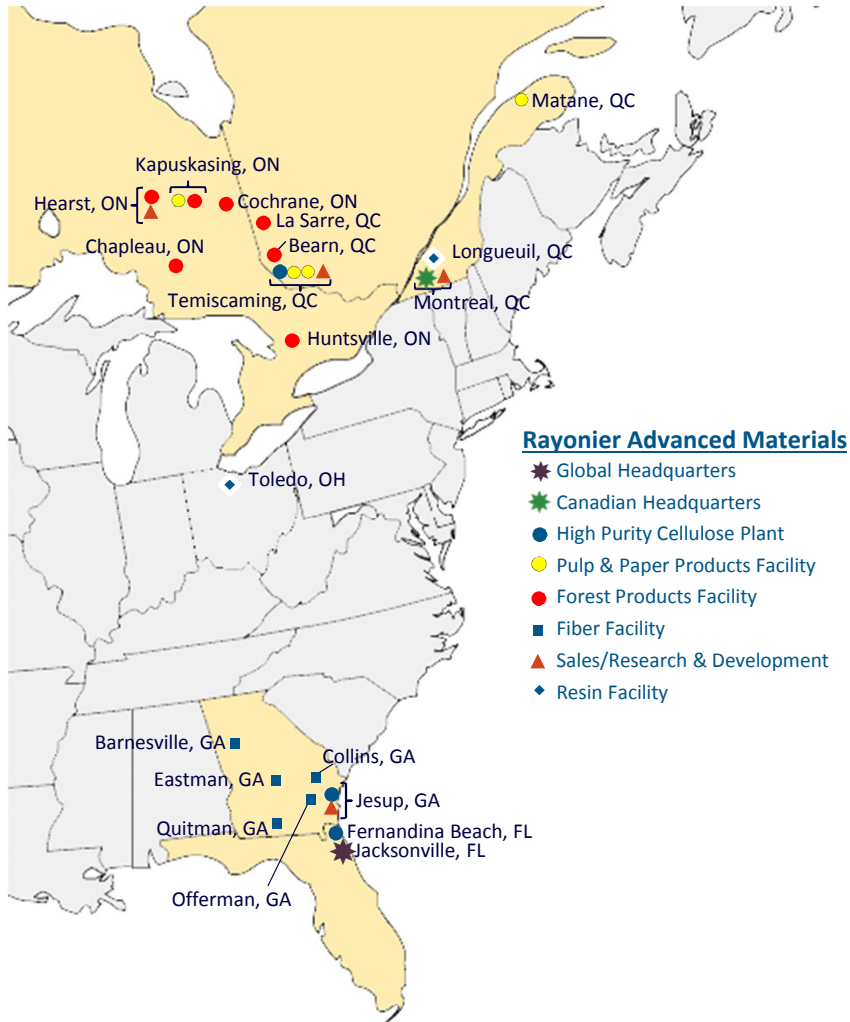 Matane, QC
Kapuskasing, ON
Hearst, ON
Cochrane, ON
La Sarre, QC
Chapleau, ON
Bearn, QC
Longueuil, QC
Temiscaming, QC
Montreal, QC
Huntsville, ON
Rayonier Advanced Materials
Toledo, OH
Global Headquarters
Canadian Headquarters
High Purity Cellulose Plant
Pulp & Paper Products Facility
Forest Products Facility
Fiber Facility
Sales/Research & Development
Resin Facility
Barnesville, GA
Collins, GA
Eastman, GA
Jesup, GA
Quitman, GA
Fernandina Beach, FL
Jacksonville, FL
Offerman, GA